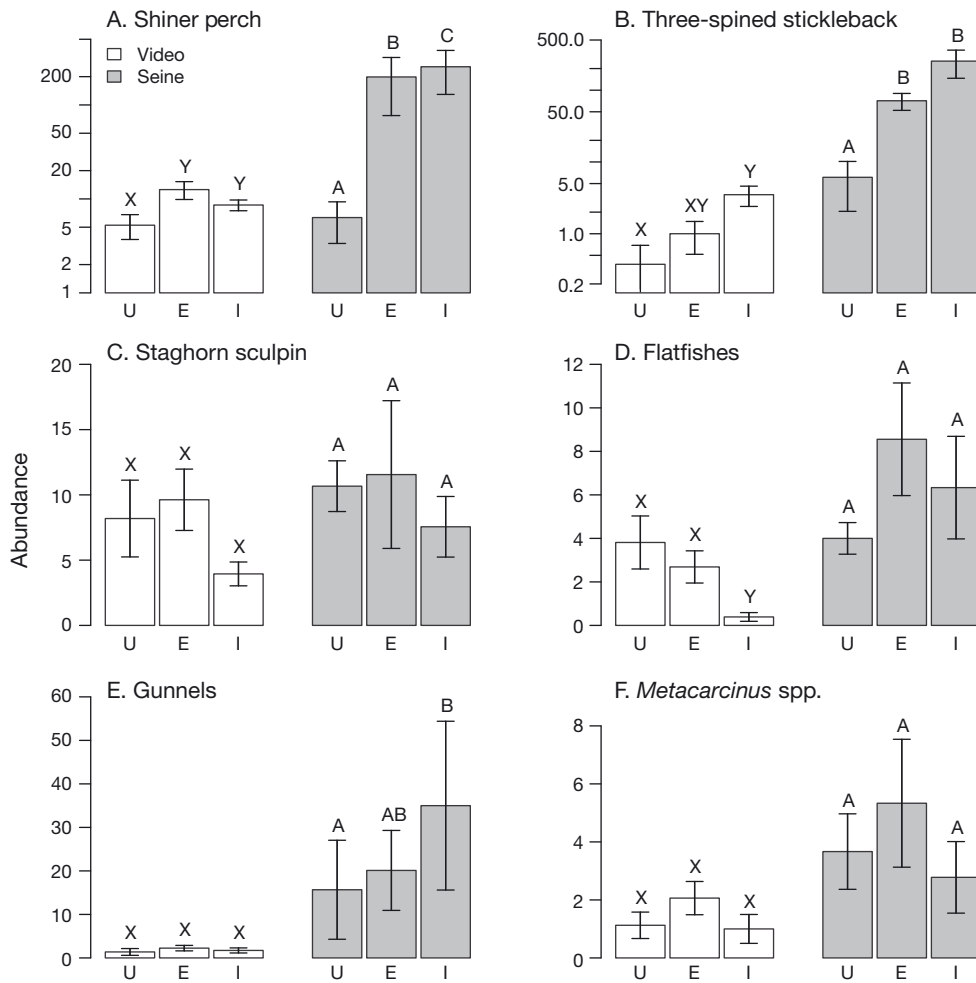 A. Shiner perch
Video
Seine
200
50
20
5
2
1
X
Y
Y
A
B
C
U
E
I
U
E
I
B. Three-spined stickleback
500.0
50.0
5.0
1.0
0.2
X
XY
Y
A
B
B
U
E
I
U
E
I
Abundance
C. Staghorn sculpin
20
15
10
5
0
X
X
X
A
A
A
U
E
I
U
E
I
D. Flatfishes
12
10
8
6
4
2
0
X
X
Y
A
A
A
U
E
I
U
E
I
E. Gunnels
60
50
40
30
20
10
0
X
X
X
A
AB
B
U
E
I
U
E
I
F. Metacarcinus spp.
8
6
4
2
0
X
X
X
A
A
A
U
E
I
U
E
I